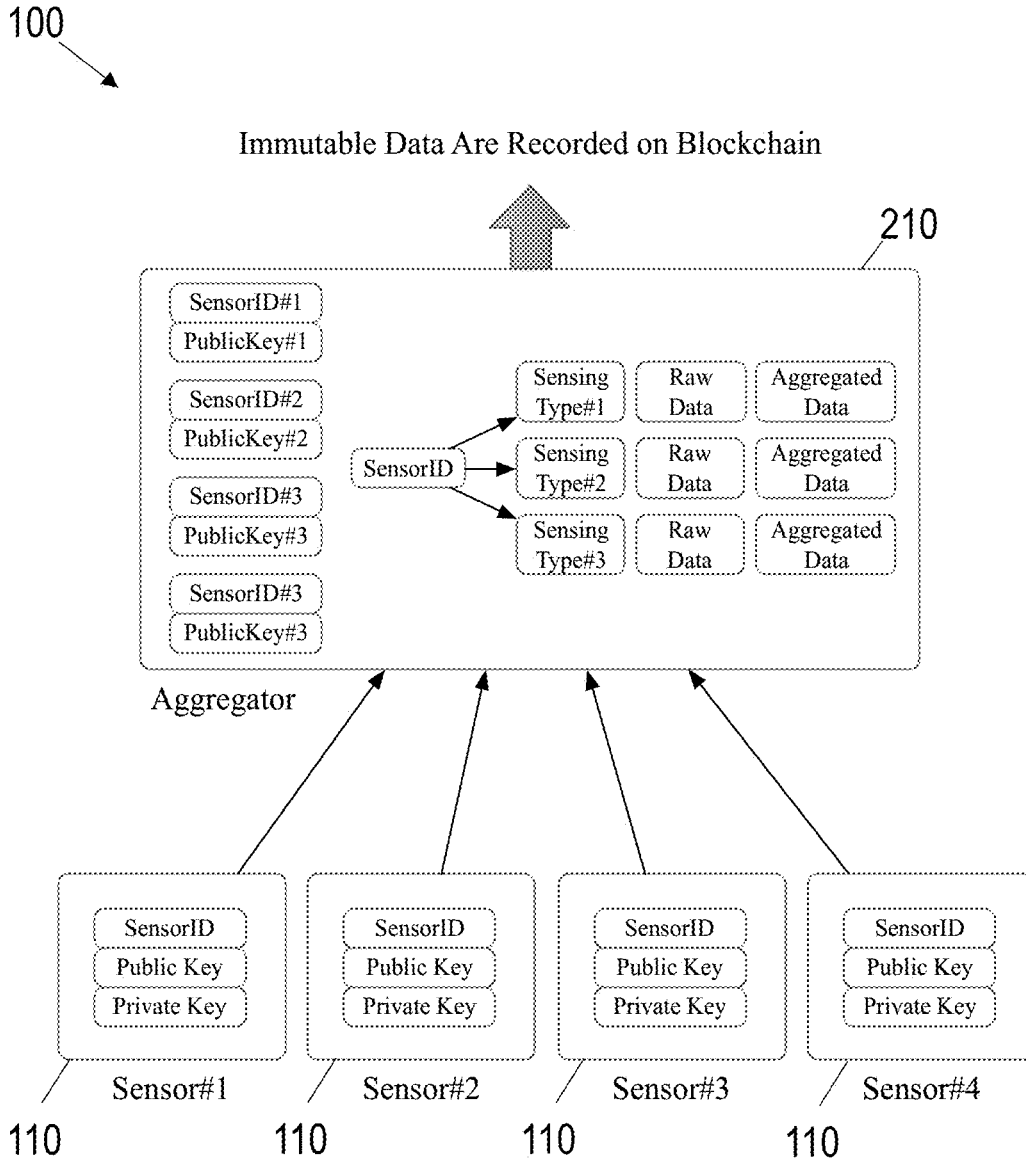 100
Immutable Data Are Recorded on Blockchain
210
SensorID#1
PublicKey#1
SensorID#2
PublicKey#2
SensorID#3
PublicKey#3
SensorID#3
PublicKey#3
SensorID
Sensing
Type#1
Raw
Data
Aggregated
Data
Sensing
Type#2
Raw
Data
Aggregated
Data
Sensing
Type#3
Raw
Data
Aggregated
Data
Aggregator
SensorID
Public Key
Private Key
SensorID
Public Key
Private Key
SensorID
Public Key
Private Key
SensorID
Public Key
Private Key
Sensor#1
Sensor#2
Sensor#3
Sensor#4
110
110
110
110